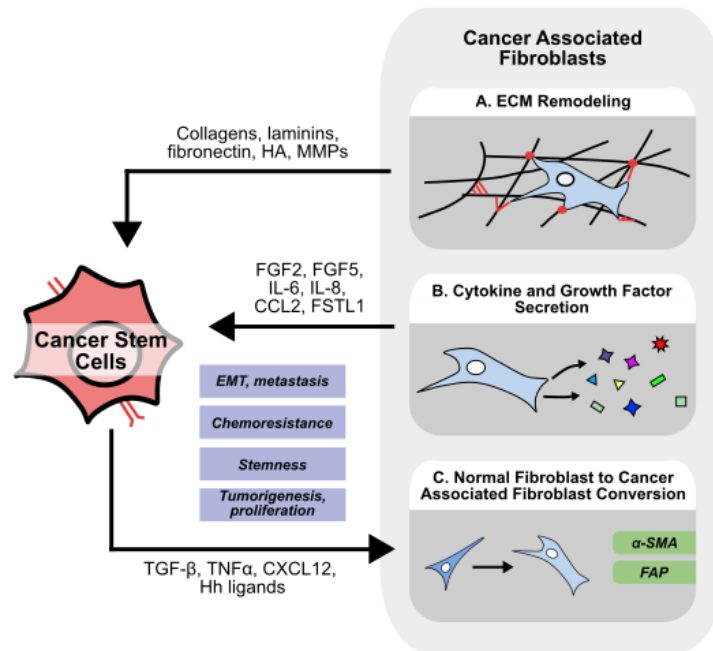 Cancer Associated
Fibroblasts
A. ECM Remodeling
Collagens, laminins,
fibronectin, HA, MMPs
FGF2, FGF5,
IL-6, IL-8,
CCL2, FSTL1
B. Cytokine and Growth Factor
Secretion
Cancer Stem
Cells
EMT, metastasis
Chemoresistance
Stemness
Tumorigenesis,
proliferation
C. Normal Fibroblast to Cancer
Associated Fibroblast Conversion
α-SMA
FAP
TGF-β, TNFα, CXCL12,
Hh ligands